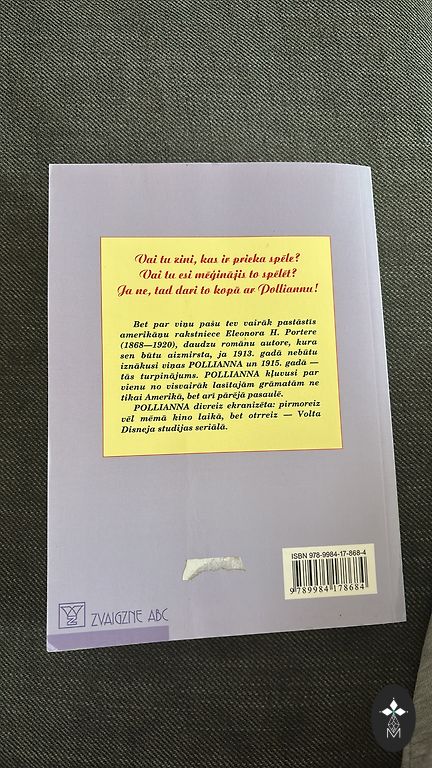 Vai tu zini, kas ir prieka spēle?
Vai tu esi mēģinājis to spēlēt?
Ja ne, tad dari to kopā ar Polliannu!
Bet par viņu pašu tev vairāk pastāstīs
amerikāņu rakstniece Eleonora H. Portere
(1868—1920), daudzu romānu autore, kura
sen būtu aizmirsta, ja 1913. gadā nebūtu
iznākusi viņas POLLIANNA un 1915. gadā —
tās turpinājums. POLLIANNA kļuvusi par
vienu no visvairāk lasītajām grāmatām ne
tikai Amerikā, bet arī pārējā pasaulē.
POLLIANNA divreiz ekranizēta: pirmoreiz
vēl mēmā kino laikā, bet otrreiz — Volta
Disneja studijas seriālā.
ISBN 978-9984-17-868-4
9 789984 178684
ZVAIGZNE ABC
M